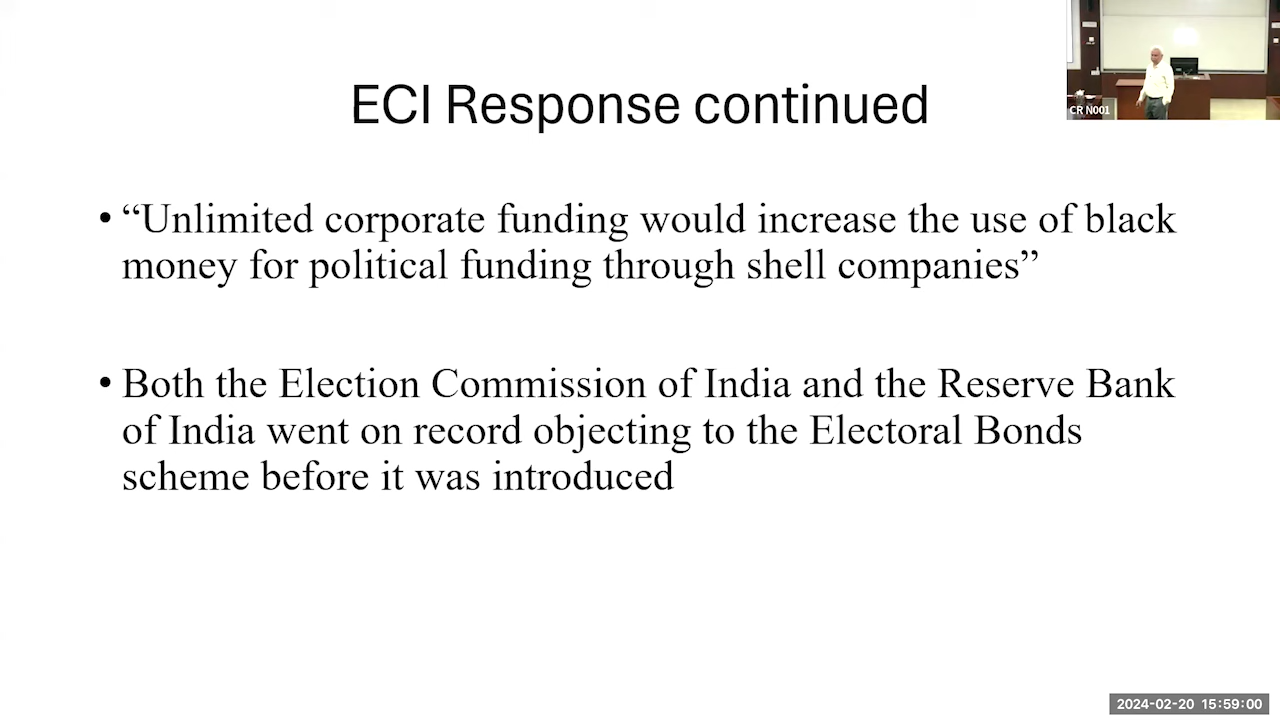 ECI Response continued
CR N001
• “Unlimited corporate funding would increase the use of black
money for political funding through shell companies”
• Both the Election Commission of India and the Reserve Bank
of India went on record objecting to the Electoral Bonds
scheme before it was introduced
2024-02-20 15:59:00